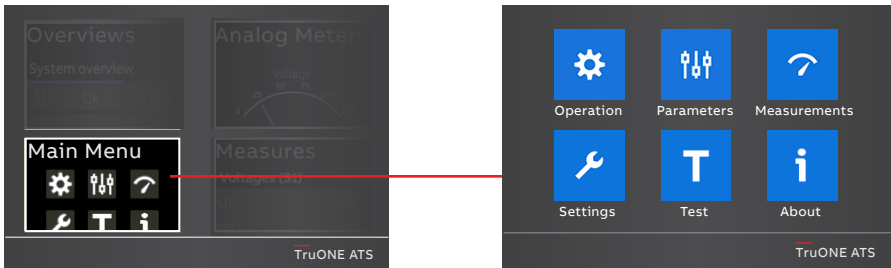 Overviews
System overview
S1 Ok
Analog Meters
Voltage
Main Menu
T i
Measures
Voltages (S1)
TruONE ATS
Operation
Parameters
Measurements
T i
Settings
Test
About
TruONE ATS